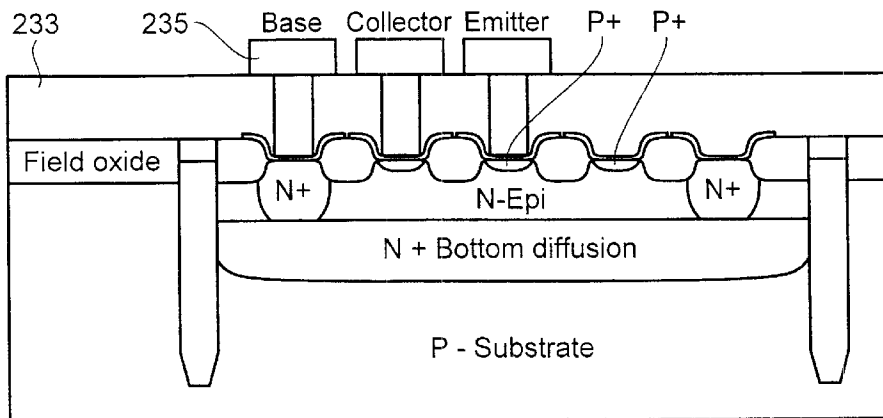 233
235
Base
Collector
Emitter
P+
P+
Field oxide
N+
N-Epi
N+
N + Bottom diffusion
P - Substrate